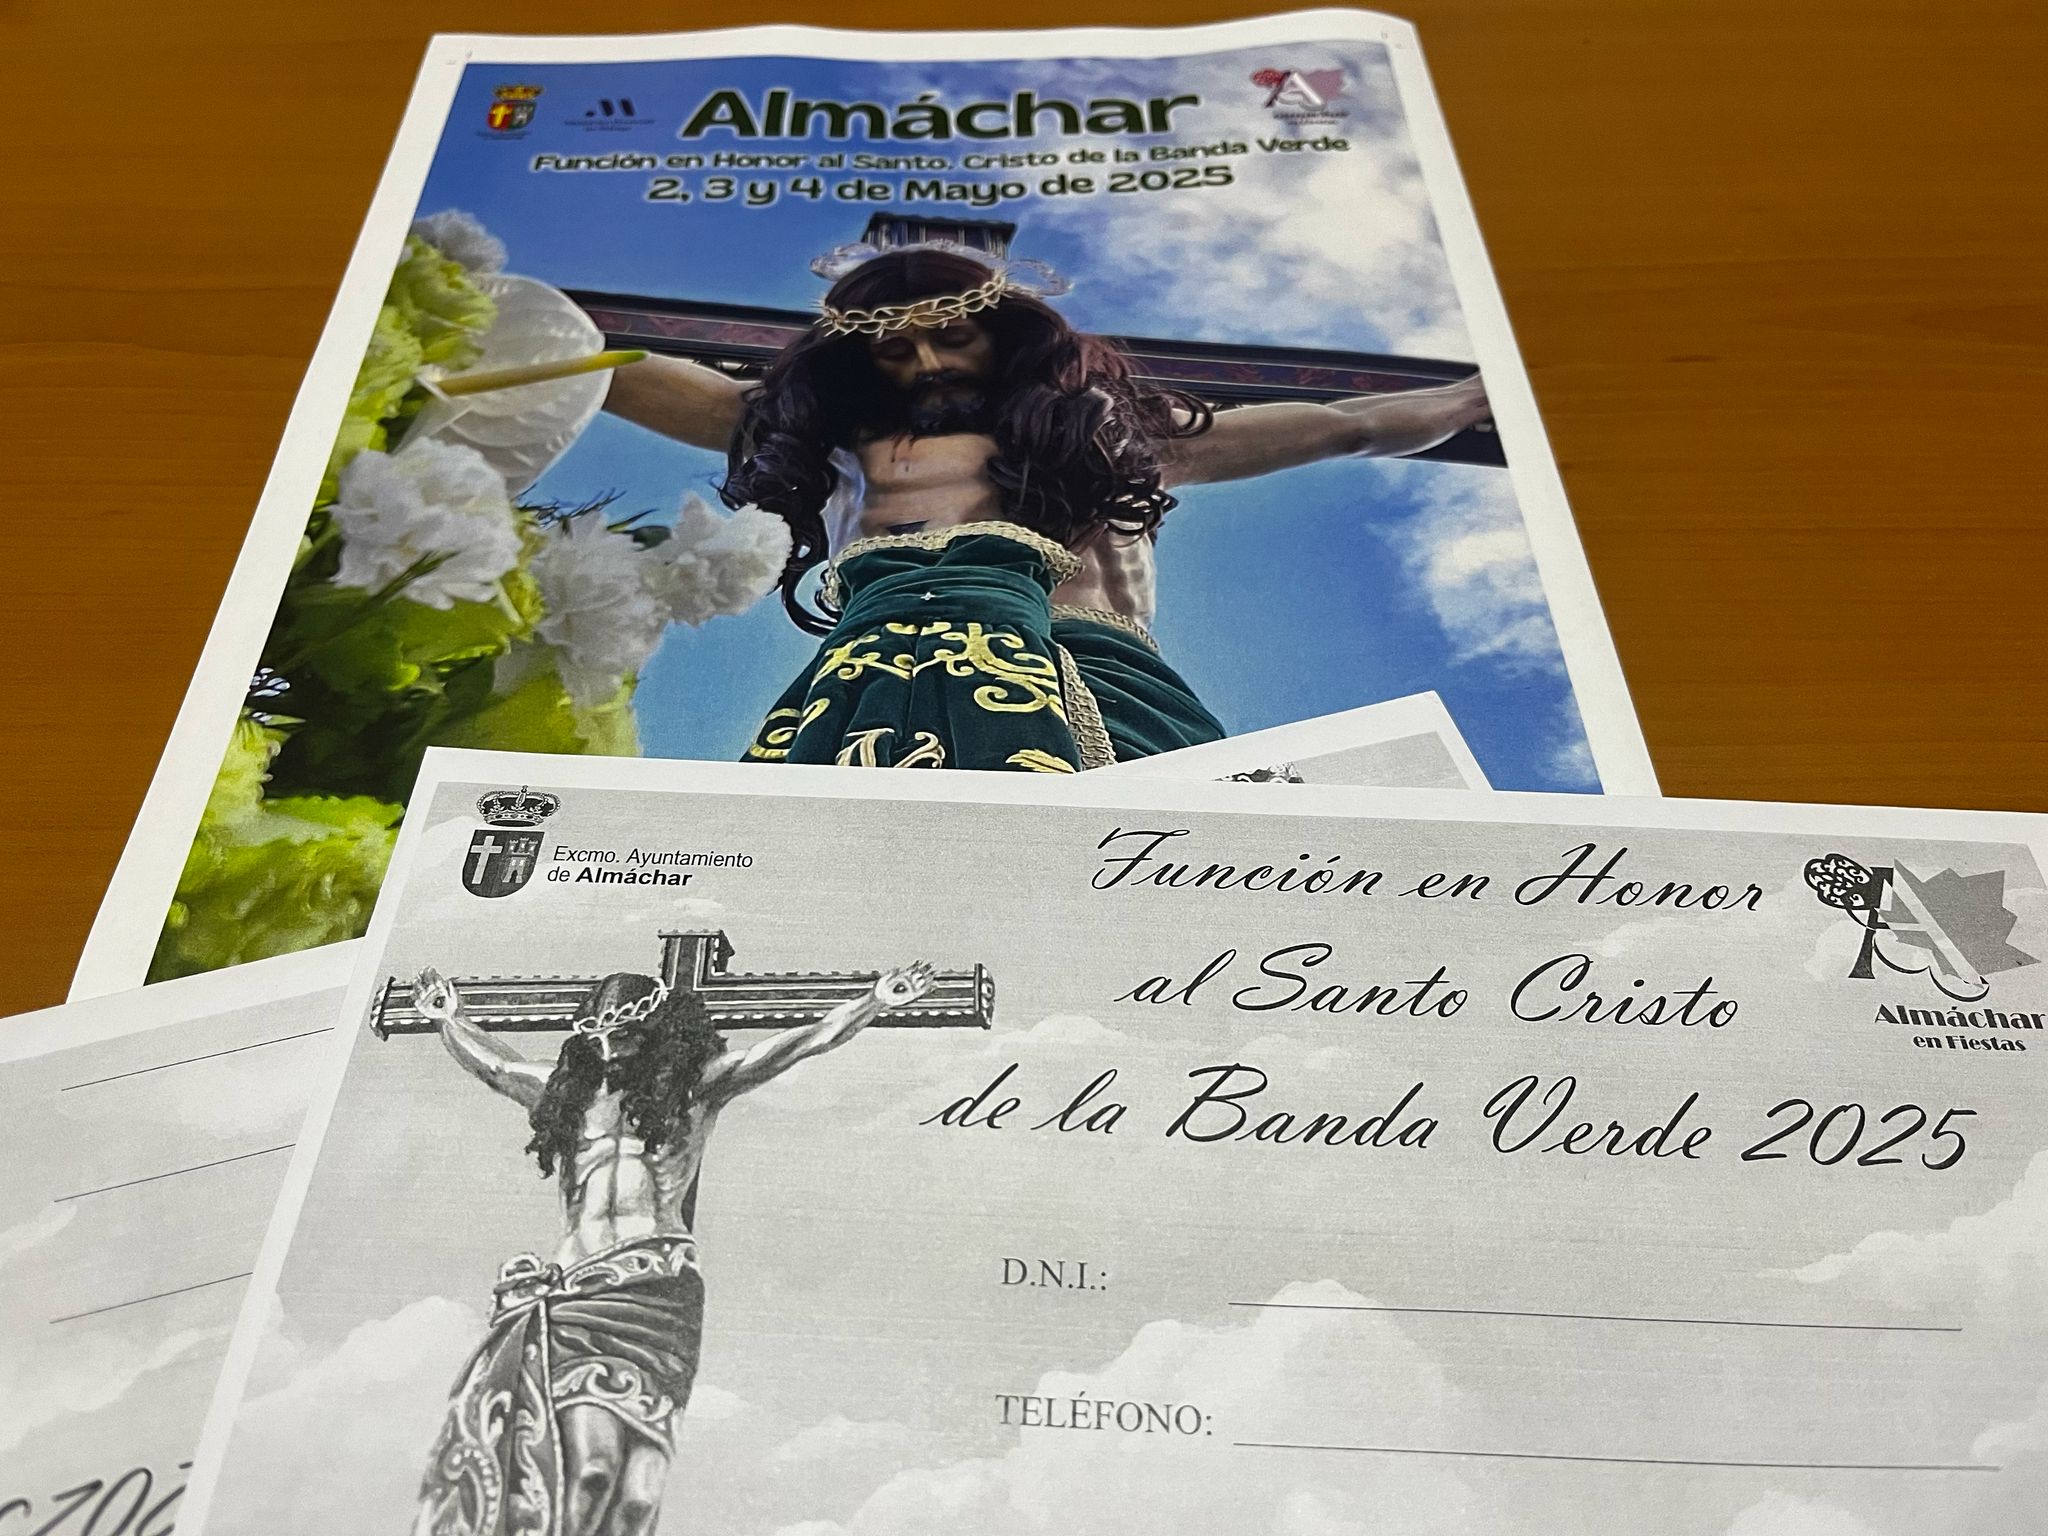 Almáchar
Función en Honor al Santo. Cristo de la Banda Verde
2, 3 y 4 de Mayo de 2025
Excmo. Ayuntamiento
de Almáchar
Función en Honor
al Santo Cristo
de la Banda Verde 2025
Almáchar
en Fiestas
D.N.I.:
TELÉFONO: